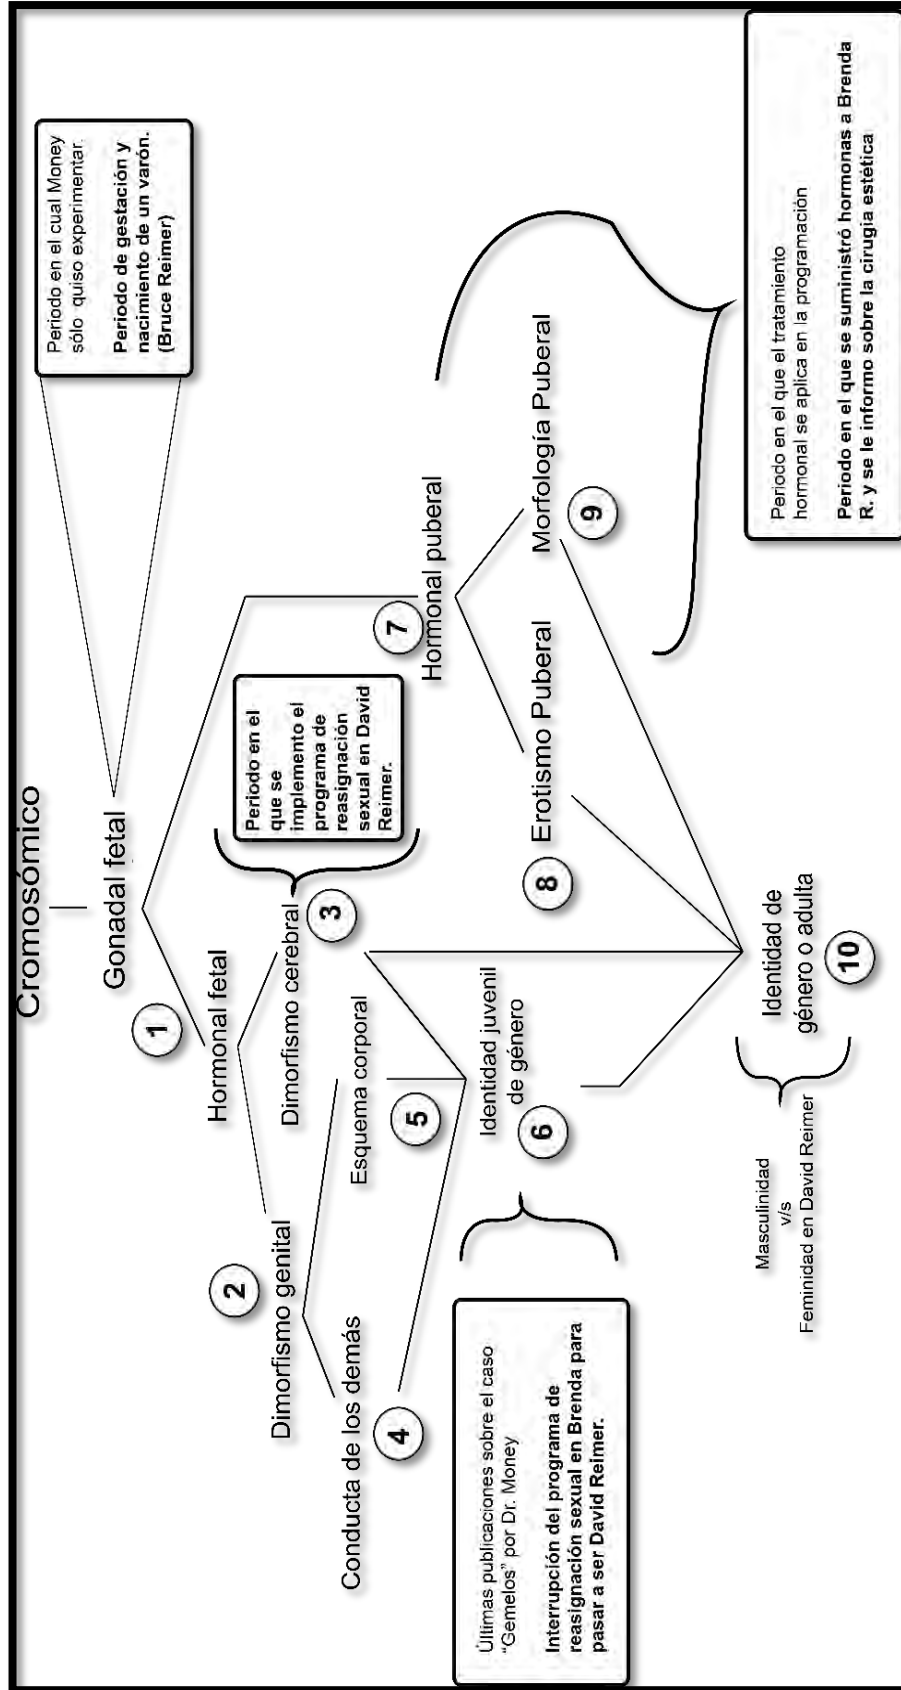 Cromosómico
Gonadal fetal
Periodo en el cual Money
sólo quiso experimentar.
Periodo de gestación y
nacimiento de un varón.
(Bruce Reimer)
1
Hormonal fetal
2
Dimorfismo genital
Dimorfismo cerebral
3
Periodo en el
que se
implemento el
programa de
reasignación
sexual en David
Reimer.
Conducta de los demás
4
Esquema corporal
5
7
Hormonal puberal
Identidad juvenil
de género
6
8
Erotismo Puberal
Morfología Puberal
9
Últimas publicaciones sobre el caso
"Gemelos" por Dr. Money
Interrupción del programa de
reasignación sexual en Brenda para
pasar a ser David Reimer.
Masculinidad
v/s
Feminidad en David Reimer
Identidad de
género o adulta
10
Periodo en el que el tratamiento
hormonal se aplica en la programación
Periodo en el que se suministró hormonas a Brenda
R. y se le informo sobre la cirugia estética